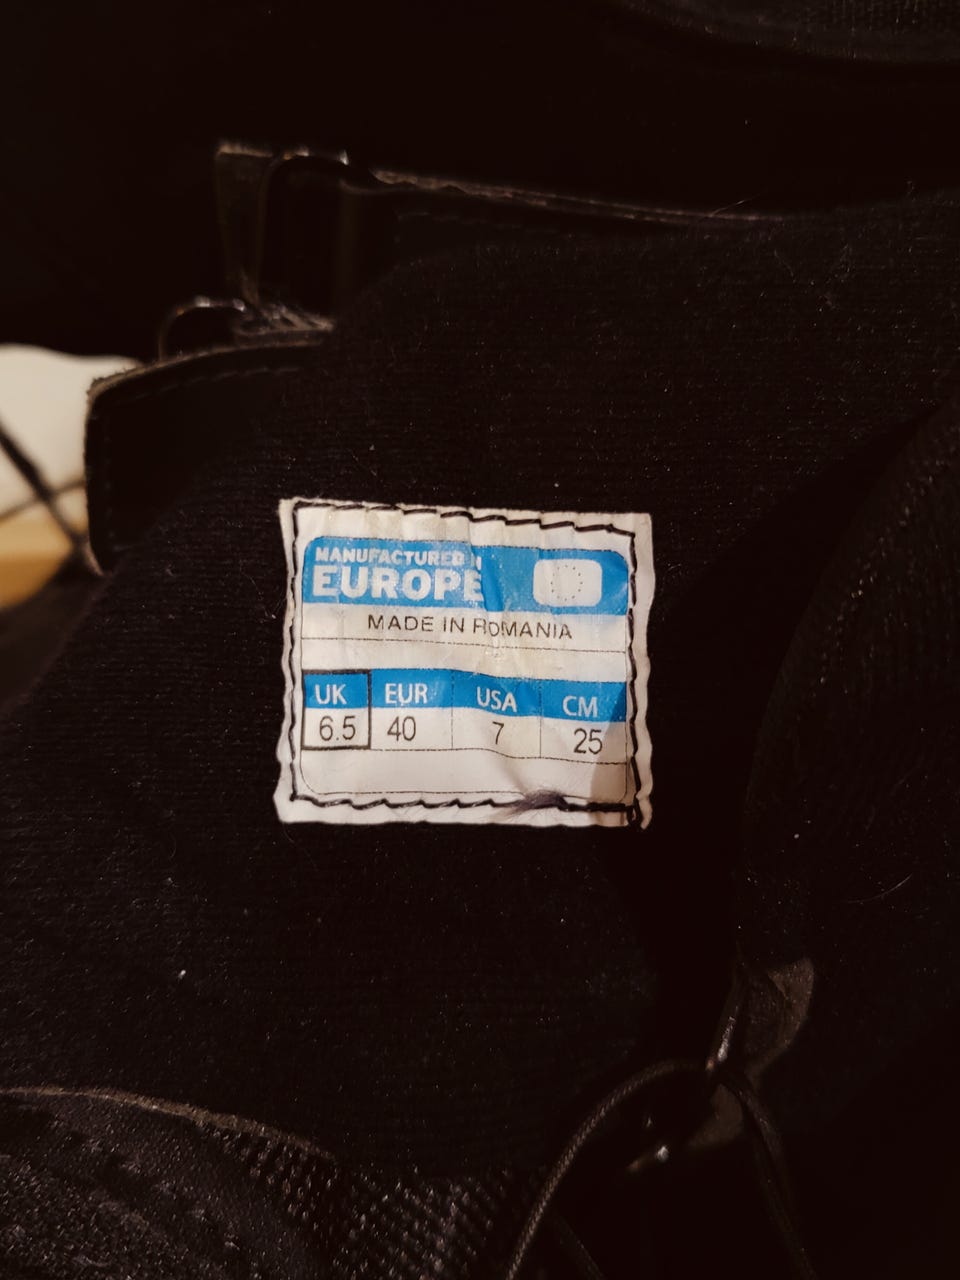 MANUFACTURED IN
EUROPE
MADE IN ROMANIA
UK EUR USA CM
6.5 40 7 25